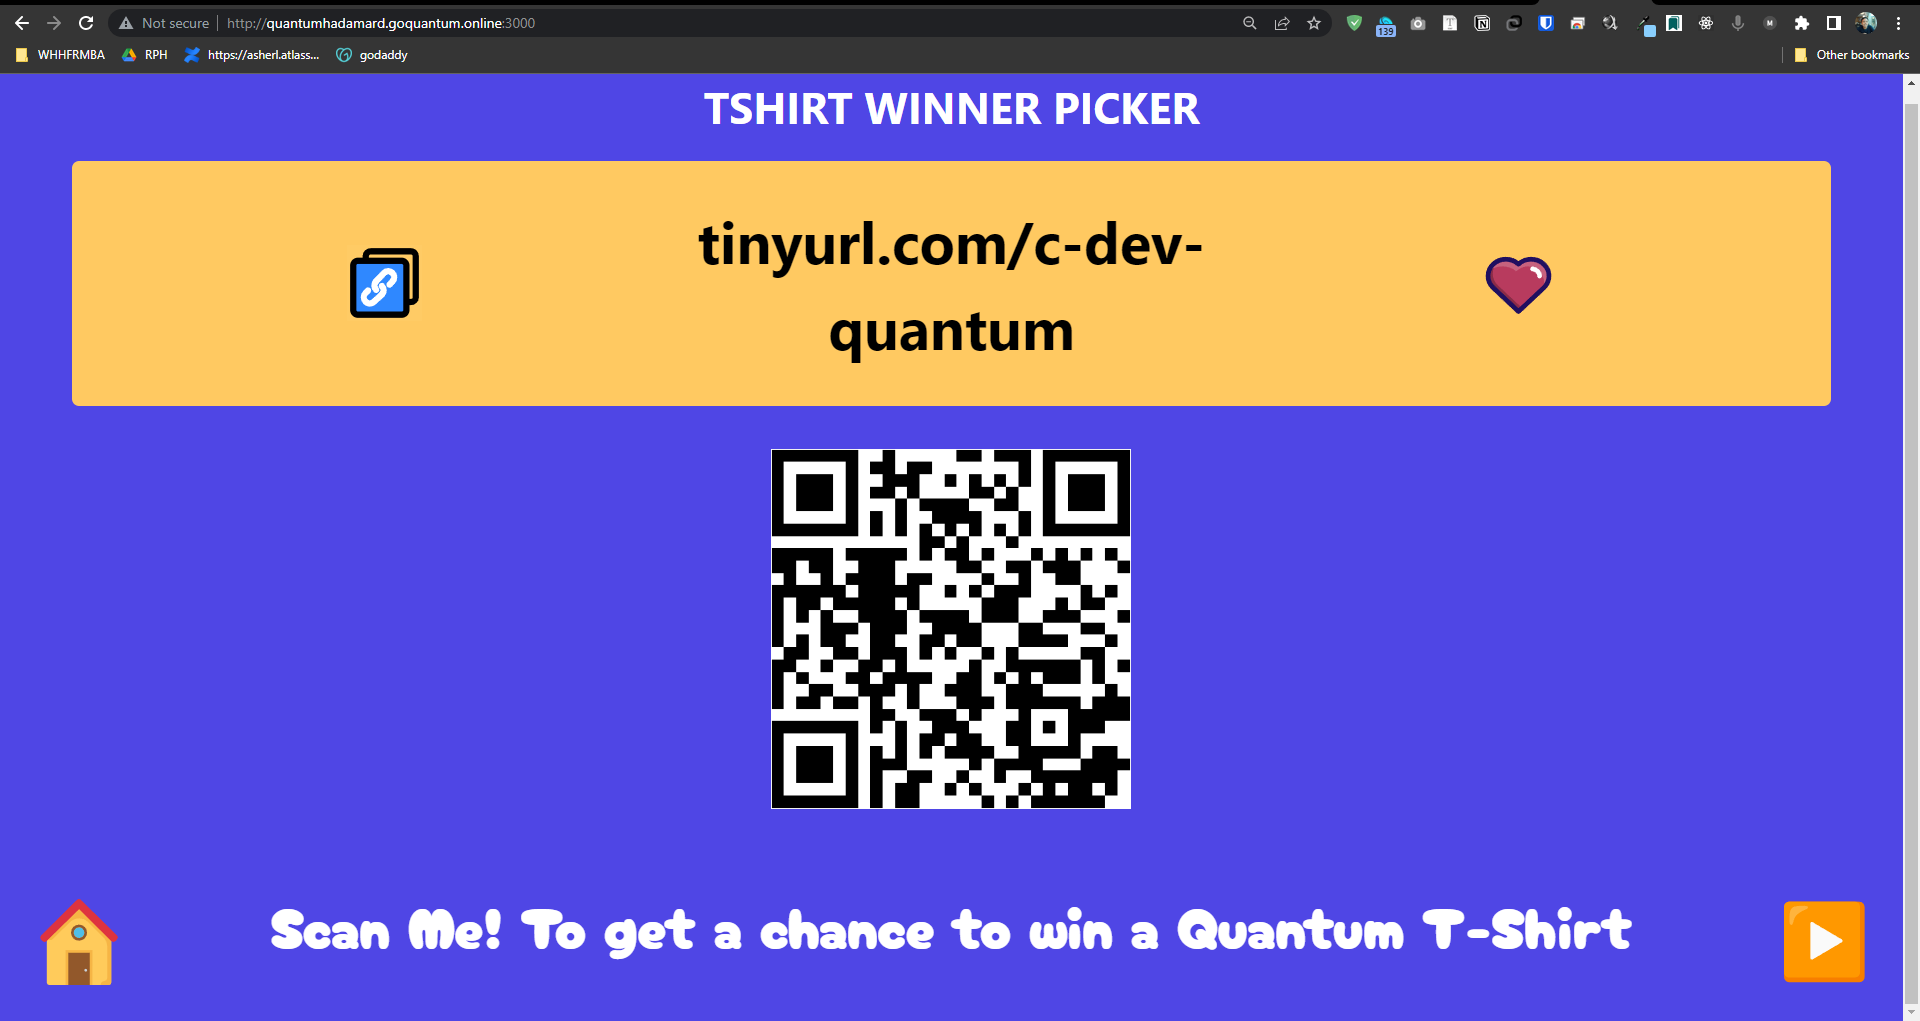 Not secure
http://quantumhadamard.goquantum.online:3000
139
WHHFRMBA
RPH
https://asherl.atlass...
godaddy
Other bookmarks
TSHIRT WINNER PICKER
tinyurl.com/c-dev-
quantum
Scan Me! To get a chance to win a Quantum T-Shirt